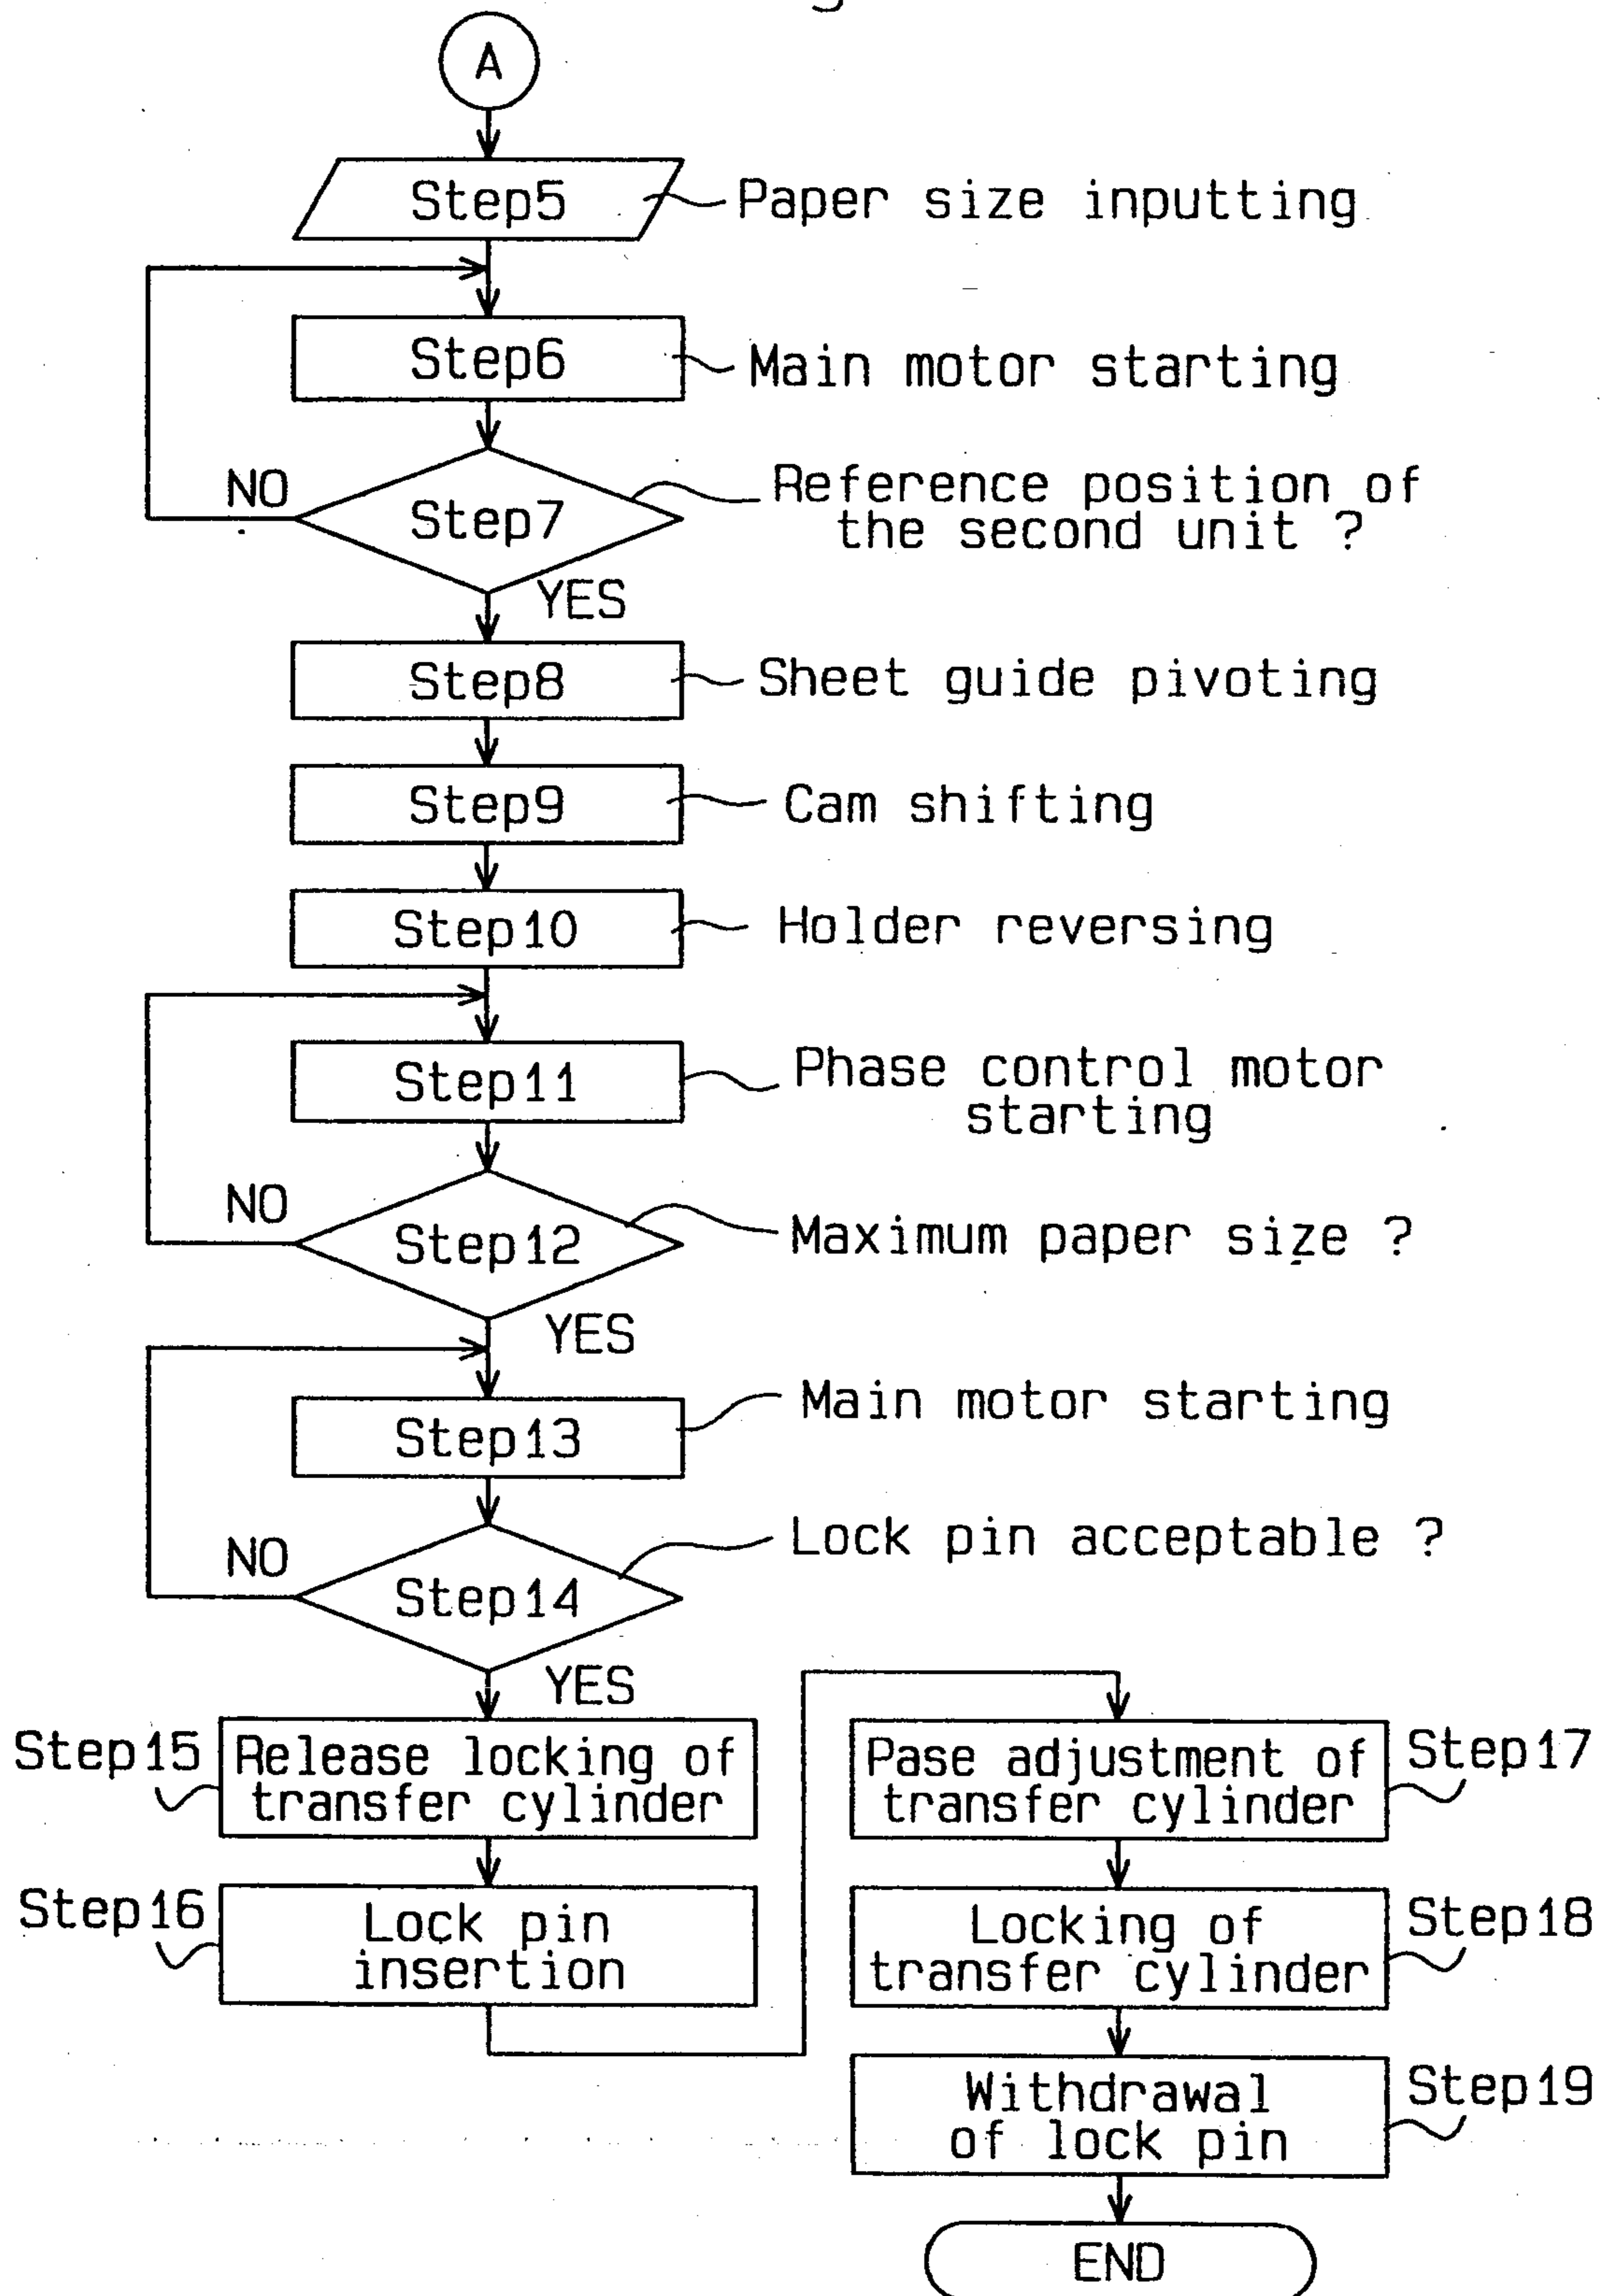 A
Step5
Paper size inputting
Step6
Main motor starting
NO
Step7
Reference position of
the second unit ?
YES
Step8
Sheet guide pivoting
Step9
Cam shifting
Step10
Holder reversing
Step11
Phase control motor
starting
NO
Step12
Maximum paper size ?
YES
Step13
Main motor starting
NO
Step14
Lock pin acceptable ?
YES
Step15
Release locking of
transfer cylinder
Step16
Lock pin
insertion
Pase adjustment of
transfer cylinder
Step17
Locking of
transfer cylinder
Step18
Withdrawal
of lock pin
Step19
END